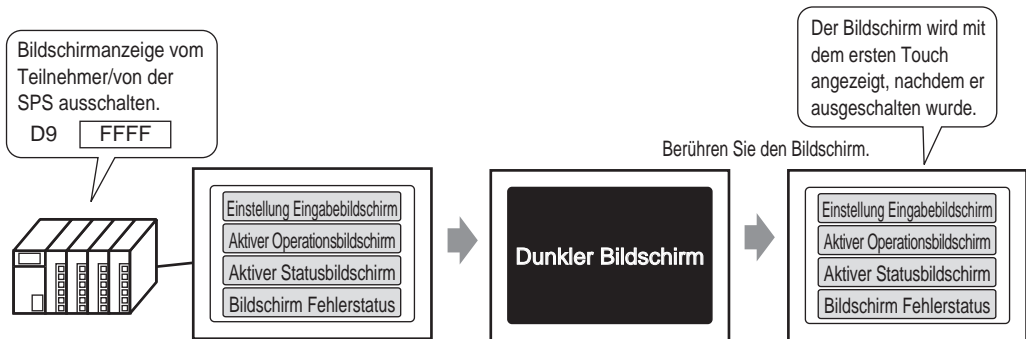 Bildschirmanzeige vom
Teilnehmer/von der
SPS ausschalten.
D9 FFFF
Einstellung Eingabebildschirm
Aktiver Operationsbildschirm
Aktiver Statusbildschirm
Bildschirm Fehlerstatus
Dunkler Bildschirm
Berühren Sie den Bildschirm.
Der Bildschirm wird mit
dem ersten Touch
angezeigt, nachdem er
ausgeschalten wurde.
Einstellung Eingabebildschirm
Aktiver Operationsbildschirm
Aktiver Statusbildschirm
Bildschirm Fehlerstatus